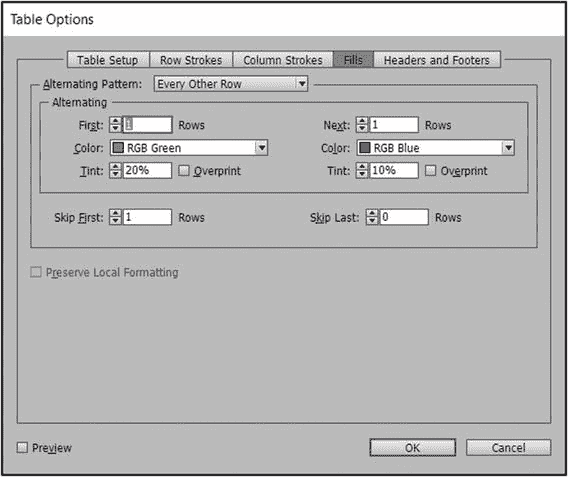 Table Options
Table Setup Row Strokes Column Strokes Fills Headers and Footers
Alternating Pattern: Every Other Row
Alternating
First: 1 Rows Next: 1 Rows
Color: RGB Green Color: RGB Blue
Tint: 20% Overprint Tint: 10% Overprint
Skip First: 1 Rows Skip Last: 0 Rows
Preserve Local Formatting
Preview OK Cancel